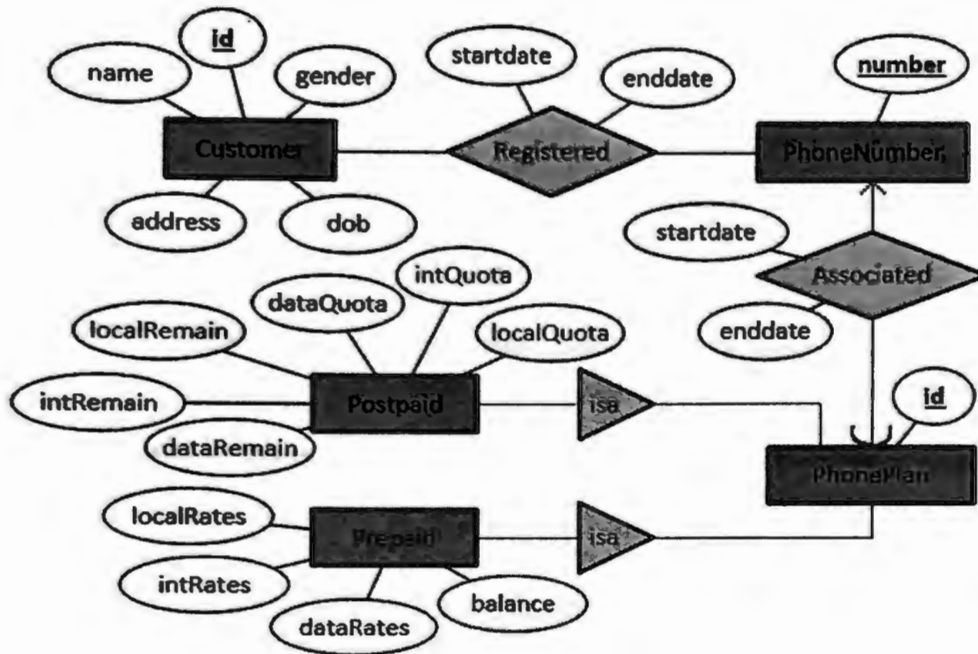 id
name
gender
startdate
enddate
number
Customer
Registered
PhoneNumber
address
dob
startdate
Associated
enddate
intQuota
dataQuota
localRemain
localQuota
intRemain
Postpaid
isa
id
dataRemain
PhonePlan
localRates
Prepaid
isa
intRates
balance
dataRates